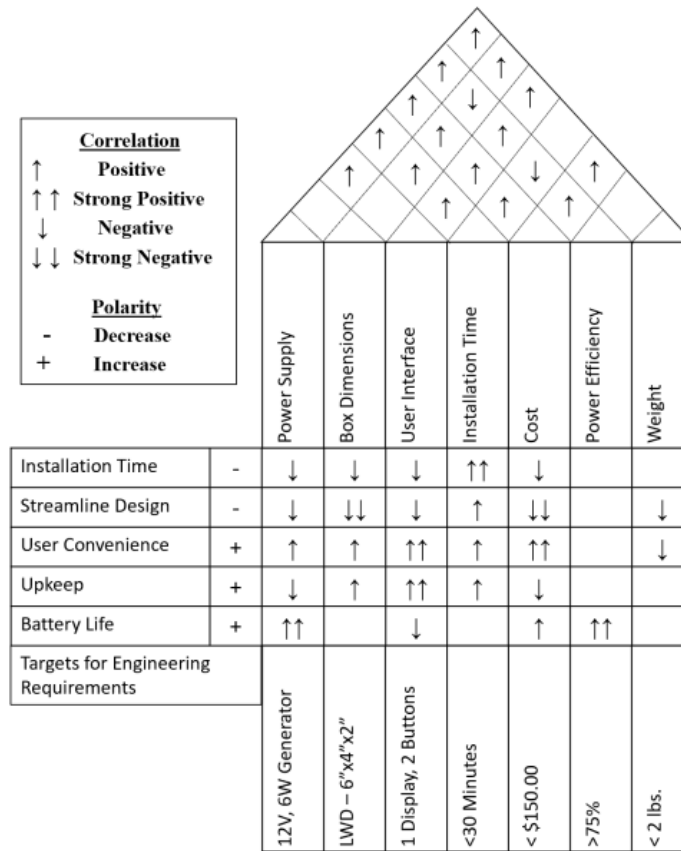 Correlation
↑ Positive
↑↑ Strong Positive
↓ Negative
↓↓ Strong Negative
Polarity
- Decrease
+ Increase
Power Supply
Box Dimensions
User Interface
Installation Time
Cost
Power Efficiency
Weight
Installation Time - ↓ ↓ ↓ ↑↑ ↓
Streamline Design - ↓ ↓↓ ↓ ↑ ↓↓ ↓
User Convenience + ↑ ↑ ↑↑ ↑ ↑↑ ↓
Upkeep + ↓ ↑ ↑↑ ↑ ↓
Battery Life + ↑↑ ↓ ↑ ↑↑
Targets for Engineering
Requirements
12V, 6W Generator
LWD – 6”x4”x2”
1 Display, 2 Buttons
<30 Minutes
< $150.00
>75%
< 2 lbs.